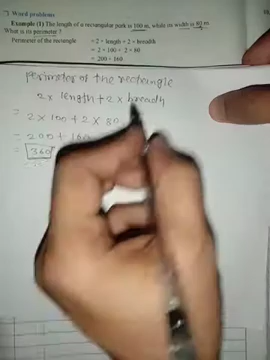 Word problems
Example (1) The length of a rectangular park is 100 m, while its width is 80 m.
What is its perimeter ?
Perimeter of the rectangle = 2 × length + 2 × breadth
= 2 × 100 + 2 × 80
= 200 + 160
perimeter of the rectangle
2 × length + 2 × breadth
= 2 × 100 + 2 × 80
= 200 + 160
= 360